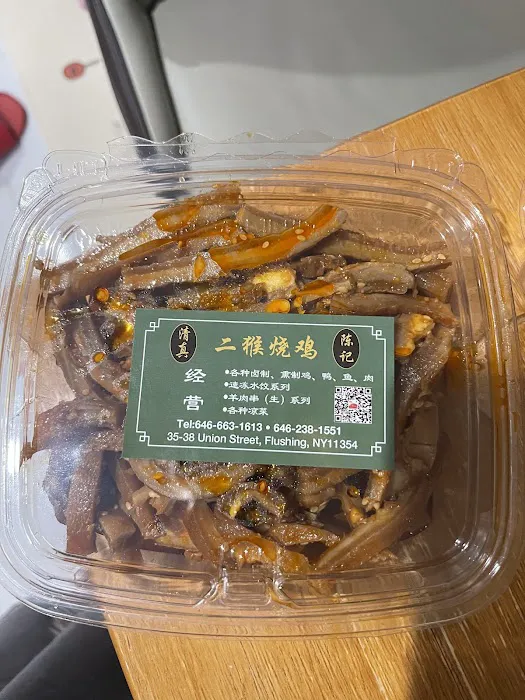 清真
二猴烧鸡
陈记
经营
•各种卤制、熏制鸡、鸭、鱼、肉
•速冻水饺系列
•羊肉串（生）系列
•各种凉菜
Tel:646-663-1613 • 646-238-1551
35-38 Union Street, Flushing, NY11354